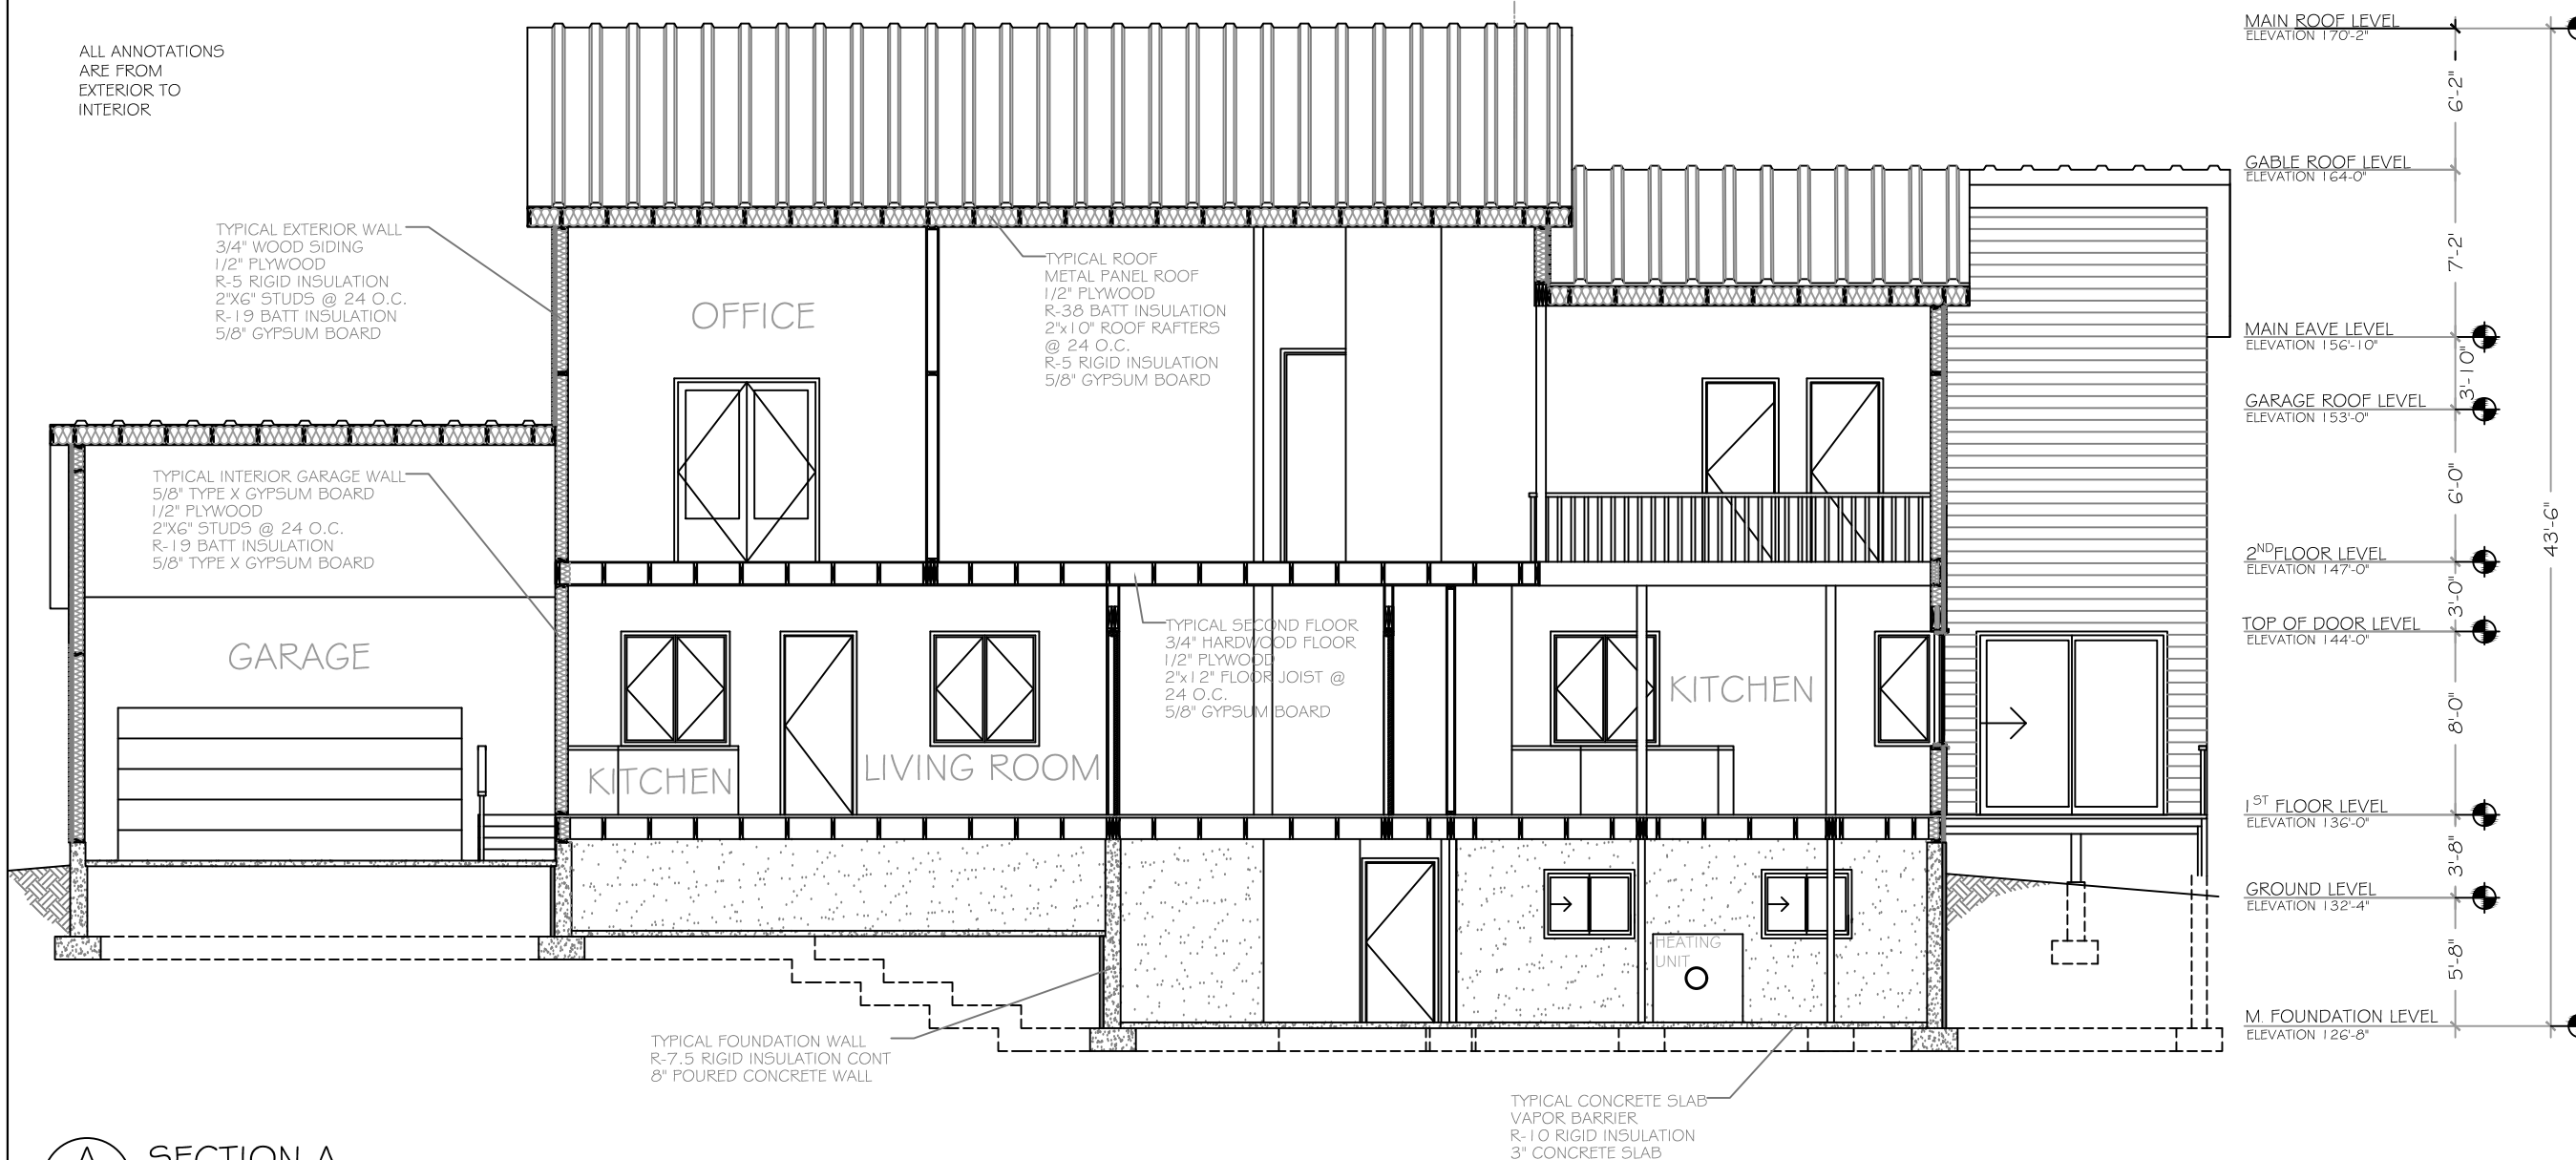 ALL ANNOTATIONS
ARE FROM
EXTERIOR TO
INTERIOR
TYPICAL EXTERIOR WALL
3/4" WOOD SIDING
1/2" PLYWOOD
R-5 RIGID INSULATION
2"X6" STUDS @ 24 O.C.
R-19 BATT INSULATION
5/8" GYPSUM BOARD
OFFICE
TYPICAL ROOF
METAL PANEL ROOF
1/2" PLYWOOD
R-38 BATT INSULATION
2"x10" ROOF RAFTERS
@ 24 O.C.
R-5 RIGID INSULATION
5/8" GYPSUM BOARD
TYPICAL INTERIOR GARAGE WALL
5/8" TYPE X GYPSUM BOARD
1/2" PLYWOOD
2"X6" STUDS @ 24 O.C.
R-19 BATT INSULATION
5/8" TYPE X GYPSUM BOARD
GARAGE
KITCHEN
LIVING ROOM
TYPICAL SECOND FLOOR
3/4" HARDWOOD FLOOR
1/2" PLYWOOD
2"x12" FLOOR JOIST @
24 O.C.
5/8" GYPSUM BOARD
KITCHEN
HEATING
UNIT
TYPICAL FOUNDATION WALL
R-7.5 RIGID INSULATION CONT
8" POURED CONCRETE WALL
TYPICAL CONCRETE SLAB
VAPOR BARRIER
R-10 RIGID INSULATION
3" CONCRETE SLAB
MAIN ROOF LEVEL
ELEVATION 170'-2"
6'-2"
GABLE ROOF LEVEL
ELEVATION 164'-0"
7'-2'
MAIN EAVE LEVEL
ELEVATION 156'-10"
3'-10"
GARAGE ROOF LEVEL
ELEVATION 153'-0"
6'-0"
43'-6"
2ND FLOOR LEVEL
ELEVATION 147'-0"
3'-0"
TOP OF DOOR LEVEL
ELEVATION 144'-0"
8'-0"
1ST FLOOR LEVEL
ELEVATION 136'-0"
3'-8"
GROUND LEVEL
ELEVATION 132'-4"
5'-8"
M. FOUNDATION LEVEL
ELEVATION 126'-8"
A
SECTION A